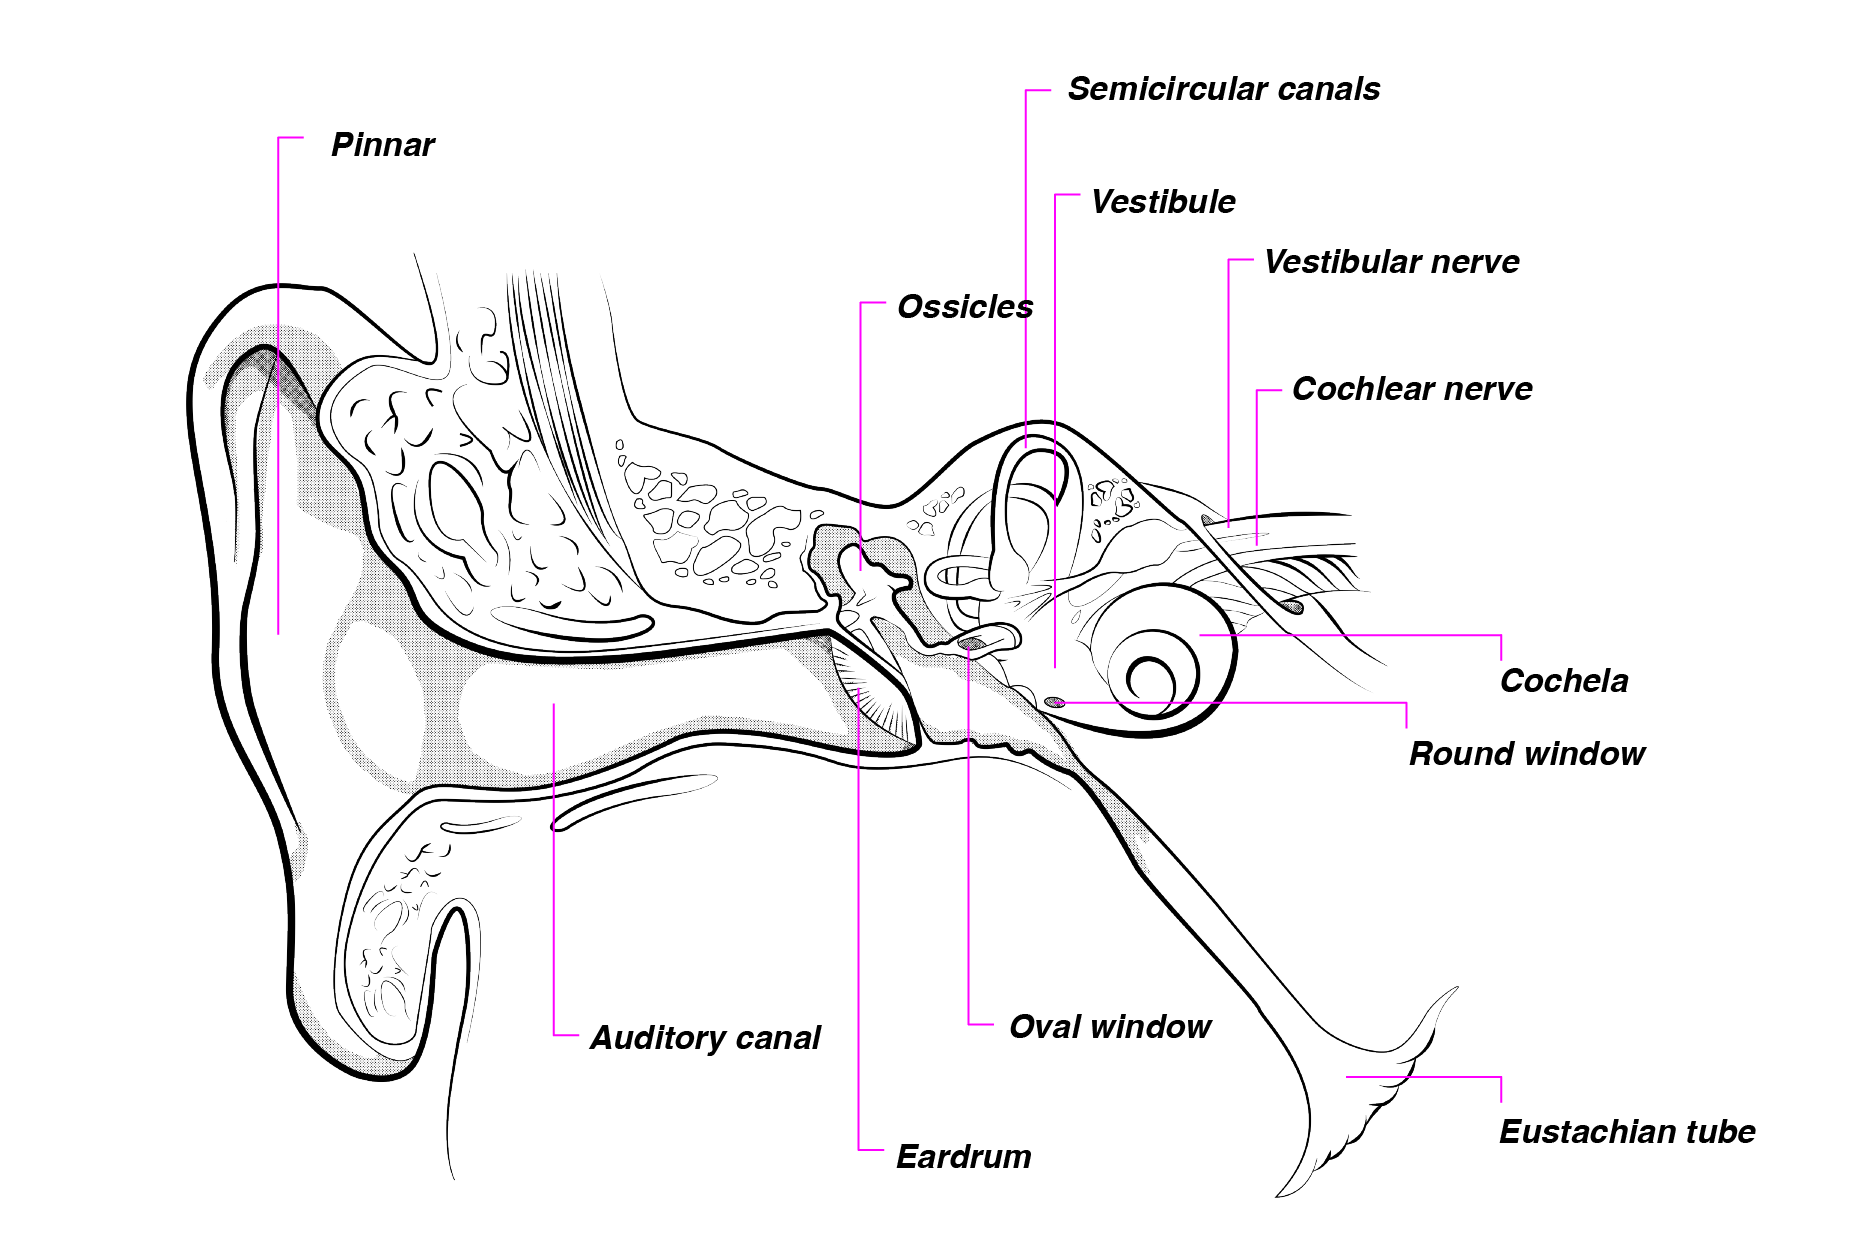 Semicircular canals
Pinnar
Vestibule
Vestibular nerve
Ossicles
Cochlear nerve
Cochela
Round window
Oval window
Auditory canal
Eustachian tube
Eardrum